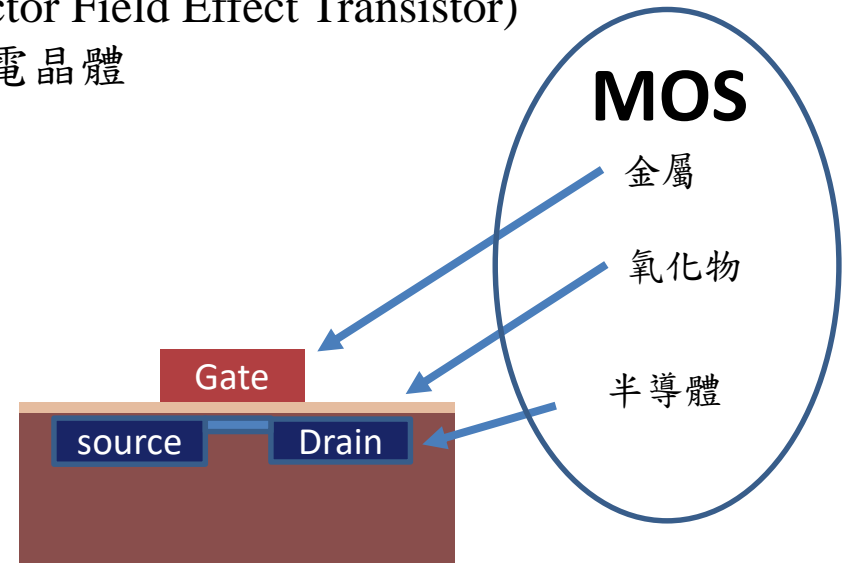 ctor Field Effect Transistor)
電晶體
MOS
金屬
氧化物
半導體
Gate
source
Drain